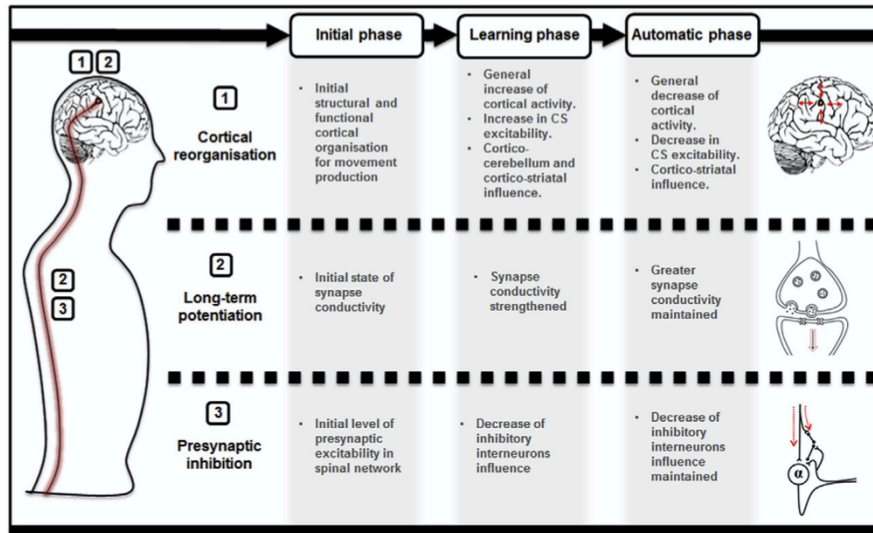 Initial phase
Learning phase
Automatic phase
1 2
2
3
1
Cortical
reorganisation
• Initial
structural and
functional
cortical
organisation
for movement
production
• General
increase of
cortical activity.
• Increase in CS
excitability.
• Cortico-
cerebellum and
cortico-striatal
influence.
• General
decrease of
cortical
activity.
• Decrease in
CS excitability.
• Cortico-striatal
influence.
2
Long-term
potentiation
• Initial state of
synapse
conductivity
• Synapse
conductivity
strengthened
• Greater
synapse
conductivity
maintained
3
Presynaptic
inhibition
• Initial level of
presynaptic
excitability in
spinal network
• Decrease of
inhibitory
interneurons
influence
• Decrease of
inhibitory
interneurons
influence
maintained
α